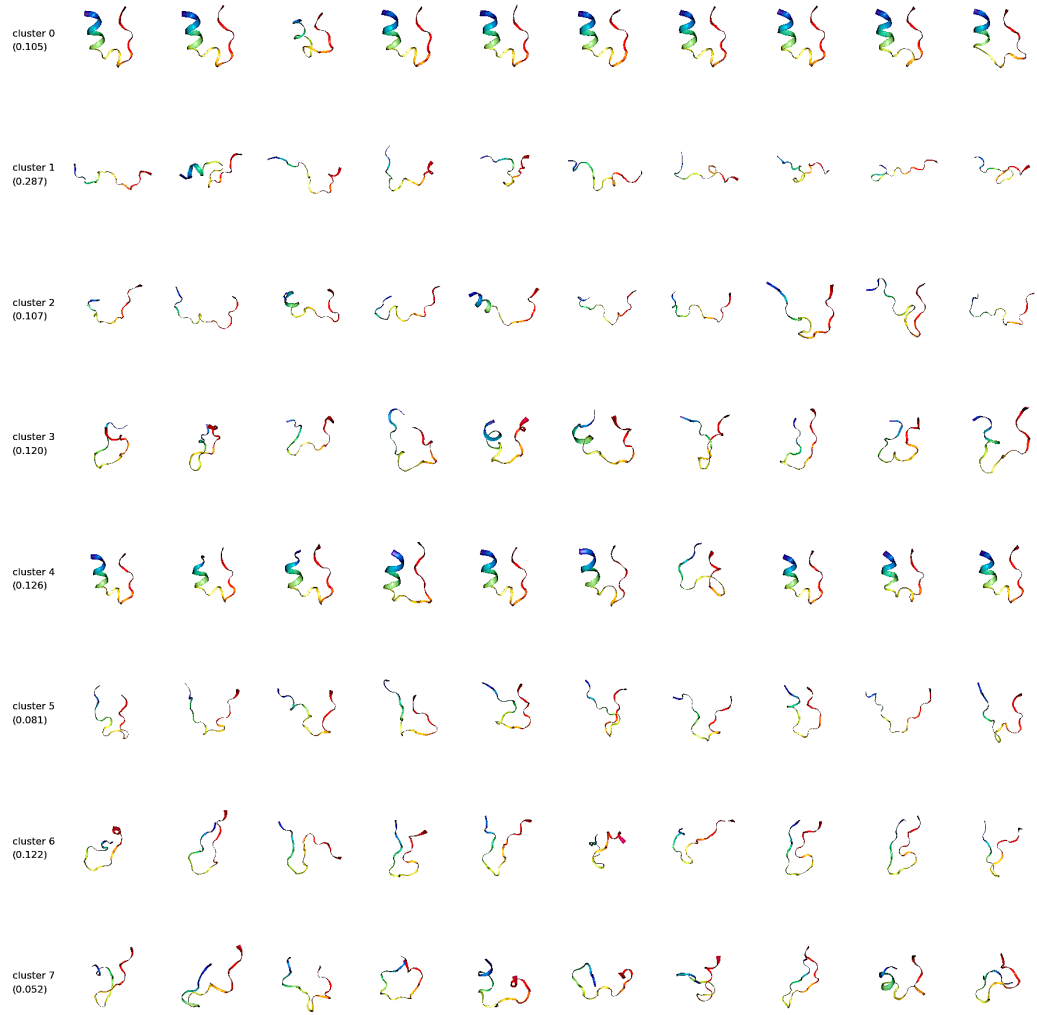 cluster 0
(0.105)
cluster 1
(0.287)
cluster 2
(0.107)
cluster 3
(0.120)
cluster 4
(0.126)
cluster 5
(0.081)
cluster 6
(0.122)
cluster 7
(0.052)